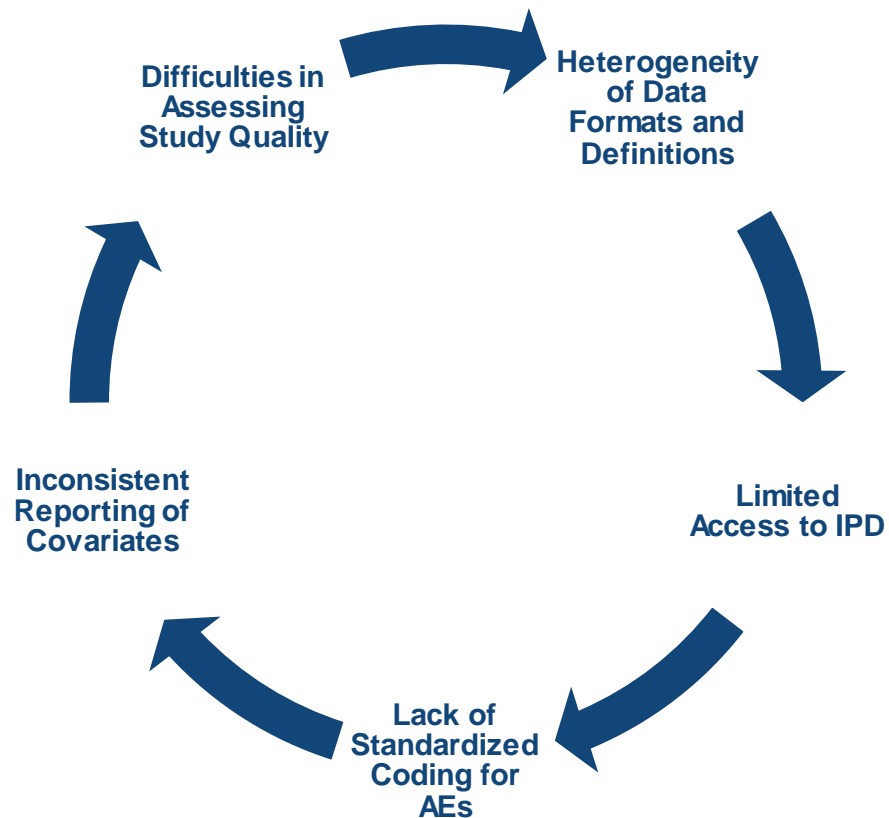 Difficulties in
Assessing
Study Quality
Heterogeneity
of Data
Formats and
Definitions
Limited
Access to IPD
Lack of
Standardized
Coding for
AEs
Inconsistent
Reporting of
Covariates